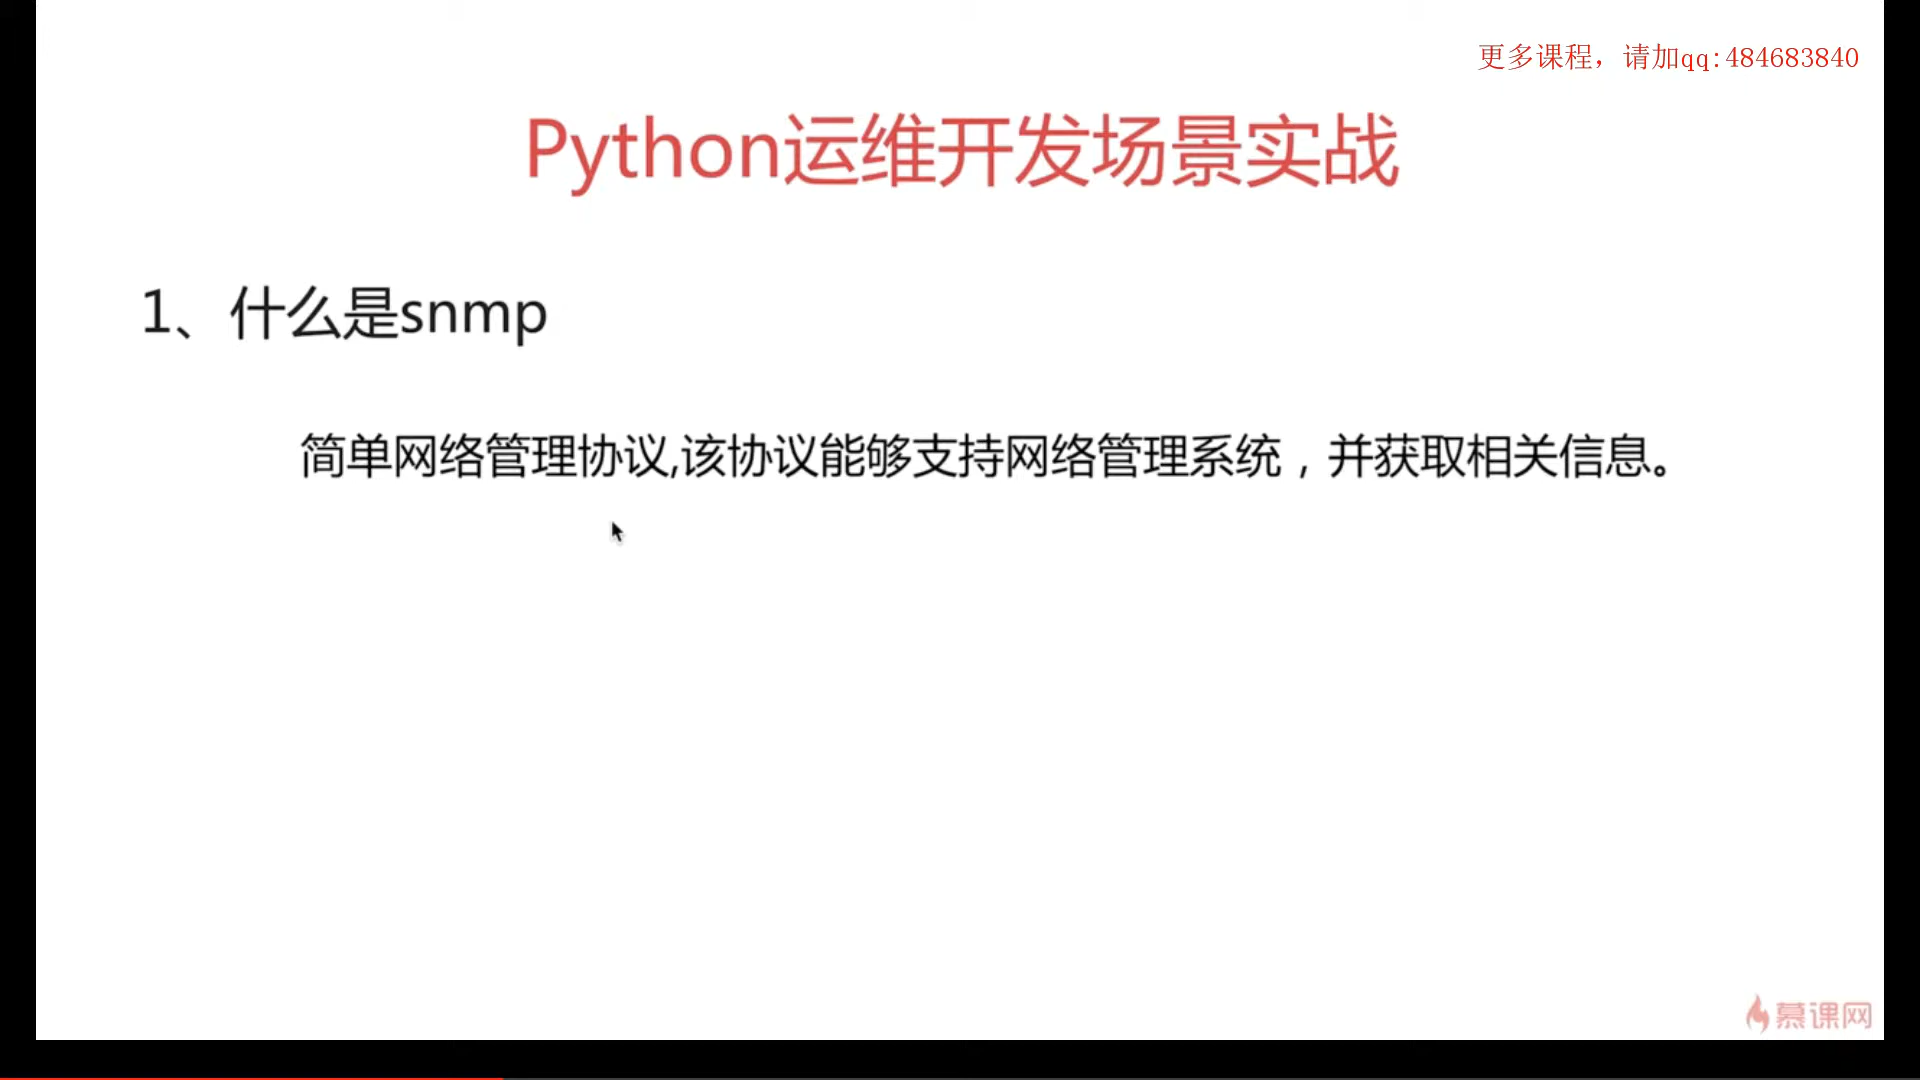 更多课程，请加qq:484683840
Python运维开发场景实战
1、什么是snmp
简单网络管理协议,该协议能够支持网络管理系统，并获取相关信息。
慕课网